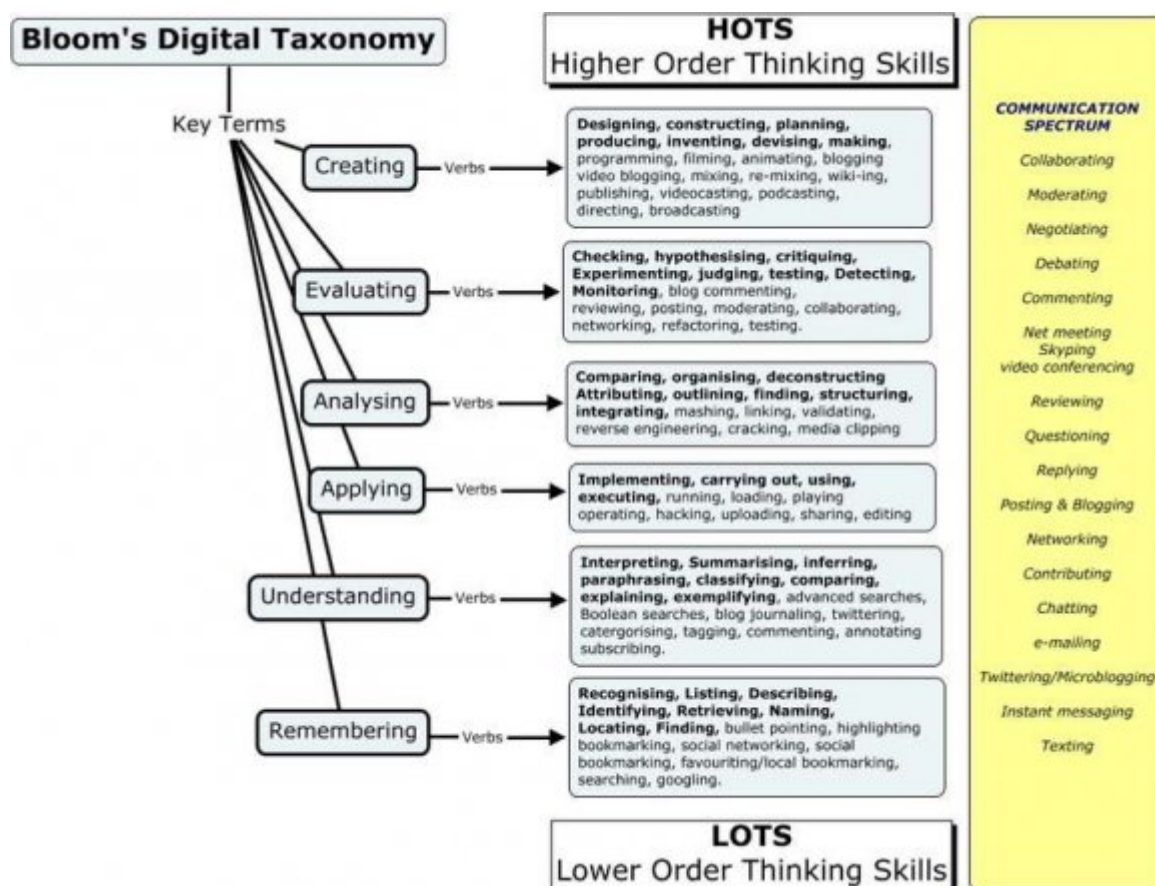 Bloom's Digital Taxonomy
Key Terms
HOTS
Higher Order Thinking Skills
Creating
Verbs
Designing, constructing, planning,
producing, inventing, devising, making,
programming, filming, animating, blogging
video blogging, mixing, re-mixing, wiki-ing,
publishing, videocasting, podcasting,
directing, broadcasting
Evaluating
Verbs
Checking, hypothesising, critiquing,
Experimenting, judging, testing, Detecting,
Monitoring, blog commenting,
reviewing, posting, moderating, collaborating,
networking, refactoring, testing.
Analysing
Verbs
Comparing, organising, deconstructing
Attributing, outlining, finding, structuring,
integrating, mashing, linking, validating,
reverse engineering, cracking, media clipping
Applying
Verbs
Implementing, carrying out, using,
executing, running, loading, playing
operating, hacking, uploading, sharing, editing
Understanding
Verbs
Interpreting, Summarising, inferring,
paraphrasing, classifying, comparing,
explaining, exemplifying, advanced searches,
Boolean searches, blog journaling, twittering,
catergorising, tagging, commenting, annotating
subscribing.
Remembering
Verbs
Recognising, Listing, Describing,
Identifying, Retrieving, Naming,
Locating, Finding, bullet pointing, highlighting
bookmarking, social networking, social
bookmarking, favouriting/local bookmarking,
searching, googling.
LOTS
Lower Order Thinking Skills
COMMUNICATION
SPECTRUM
Collaborating
Moderating
Negotiating
Debating
Commenting
Net meeting
Skyping
video conferencing
Reviewing
Questioning
Replying
Posting & Blogging
Networking
Contributing
Chatting
e-mailing
Twittering/Microblogging
Instant messaging
Texting